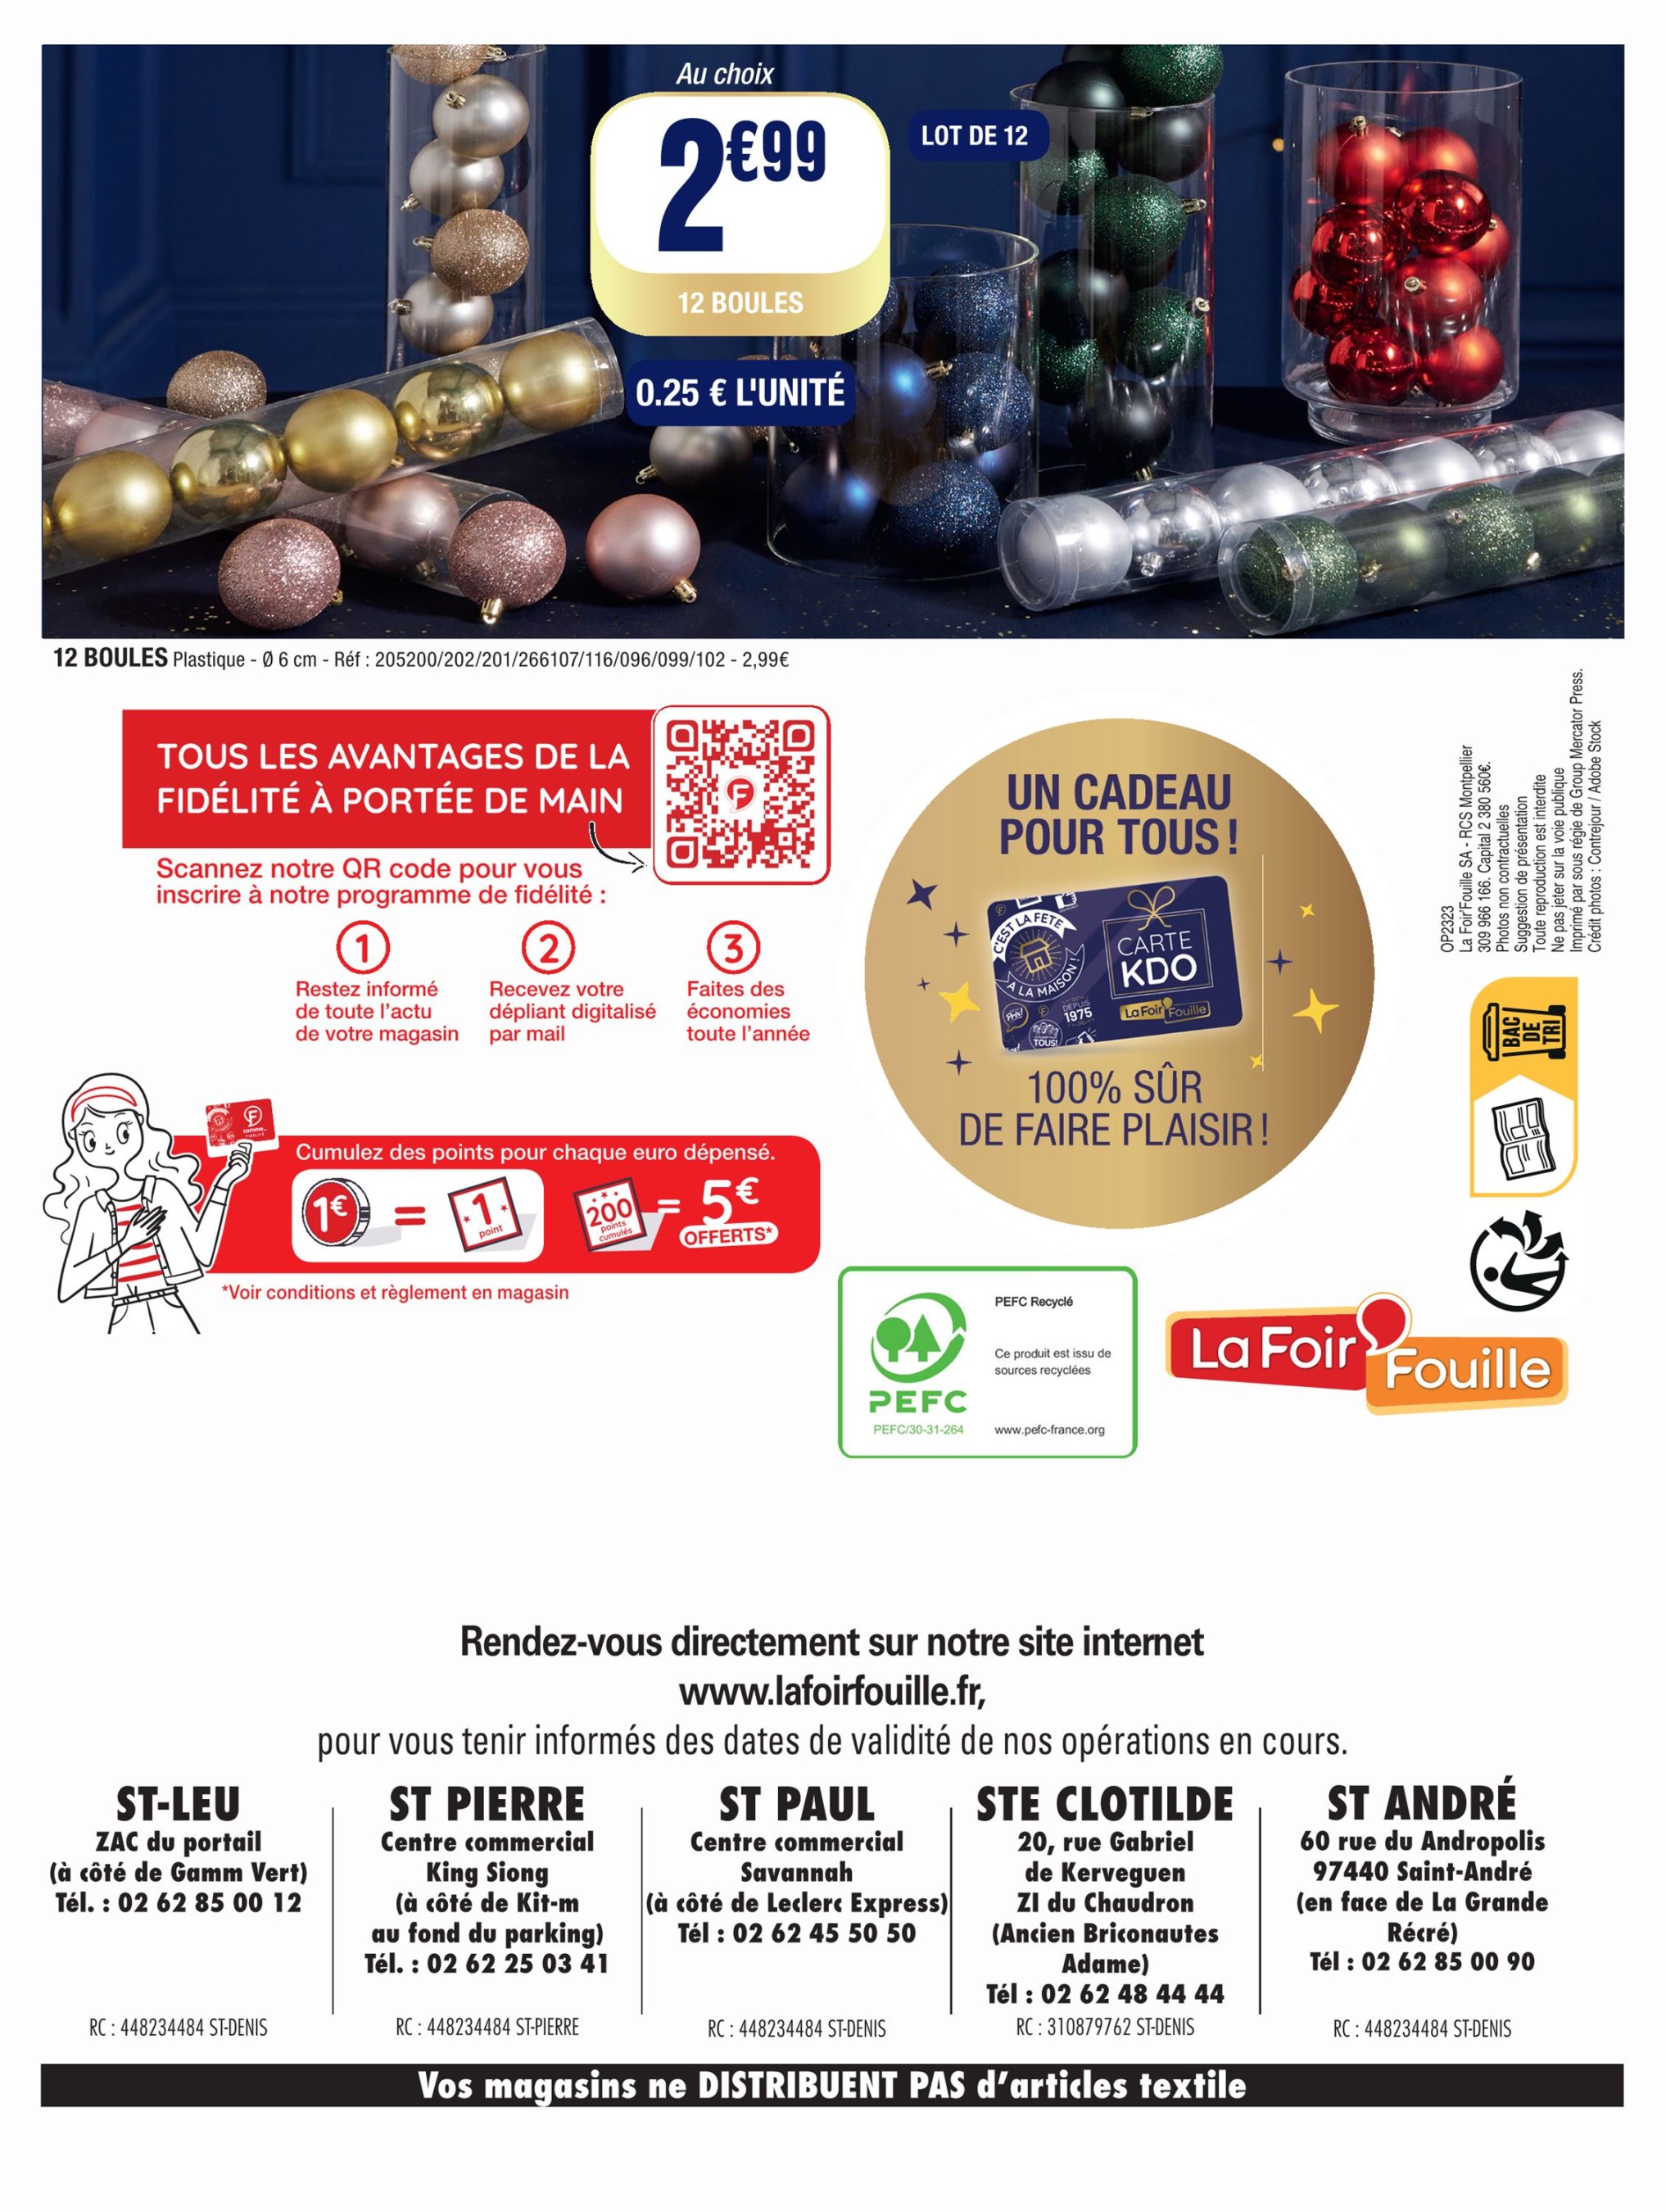 Au choix
2€99
12 BOULES
LOT DE 12
0.25 € L'UNITÉ
12 BOULES Plastique - Ø 6 cm - Réf : 205200/202/201/266107/116/096/099/102 - 2,99€
TOUS LES AVANTAGES DE LA
FIDÉLITÉ À PORTÉE DE MAIN
Scannez notre QR code pour vous
inscrire à notre programme de fidélité :
1
Restez informé
de toute l'actu
de votre magasin
2
Recevez votre
dépliant digitalisé
par mail
3
Faites des
économies
toute l'année
Cumulez des points pour chaque euro dépensé.
1€ = 1 point
200 points cumulés = 5€
OFFERTS*
*Voir conditions et règlement en magasin
UN CADEAU
POUR TOUS !
C'EST LA FETE
A LA MAISON !
CARTE
KDO
DEPUIS
1975
TOUS!
La Foir'Fouille
100% SÛR
DE FAIRE PLAISIR !
OP2323
La Foir'Fouille SA - RCS Montpellier
309 966 166. Capital 2 380 560€.
Photos non contractuelles
Suggestion de présentation
Toute reproduction est interdite
Ne pas jeter sur la voie publique
Imprimé par sous régie de Group Mercator Press.
Crédit photos : Contrejour / Adobe Stock
BAC
DE
TRI
PEFC
PEFC/30-31-264
PEFC Recyclé
Ce produit est issu de
sources recyclées
www.pefc-france.org
La Foir'Fouille
Rendez-vous directement sur notre site internet
www.lafoirfouille.fr,
pour vous tenir informés des dates de validité de nos opérations en cours.
ST-LEU
ZAC du portail
(à côté de Gamm Vert)
Tél. : 02 62 85 00 12
RC : 448234484 ST-DENIS
ST PIERRE
Centre commercial
King Siong
(à côté de Kit-m
au fond du parking)
Tél. : 02 62 25 03 41
RC : 448234484 ST-PIERRE
ST PAUL
Centre commercial
Savannah
(à côté de Leclerc Express)
Tél : 02 62 45 50 50
RC : 448234484 ST-DENIS
STE CLOTILDE
20, rue Gabriel
de Kerveguen
ZI du Chaudron
(Ancien Briconautes
Adame)
Tél : 02 62 48 44 44
RC : 310879762 ST-DENIS
ST ANDRÉ
60 rue du Andropolis
97440 Saint-André
(en face de La Grande
Récré)
Tél : 02 62 85 00 90
RC : 448234484 ST-DENIS
Vos magasins ne DISTRIBUENT PAS d'articles textile